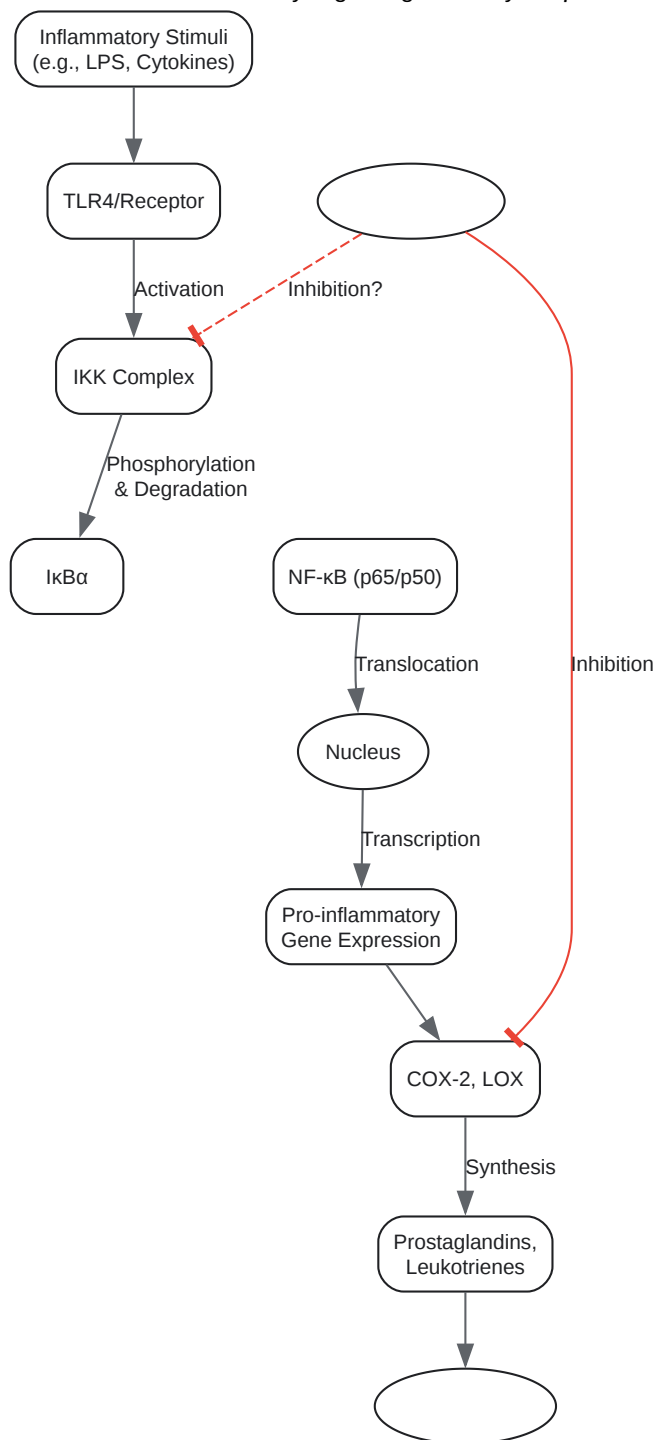 Inflammatory Stimuli
(e.g., LPS, Cytokines)
TLR4/Receptor
Activation
Inhibition?
IKK Complex
Phosphorylation
& Degradation
IκBα
NF-κB (p65/p50)
Translocation
Inhibition
Nucleus
Transcription
Pro-inflammatory
Gene Expression
COX-2, LOX
Synthesis
Prostaglandins,
Leukotrienes